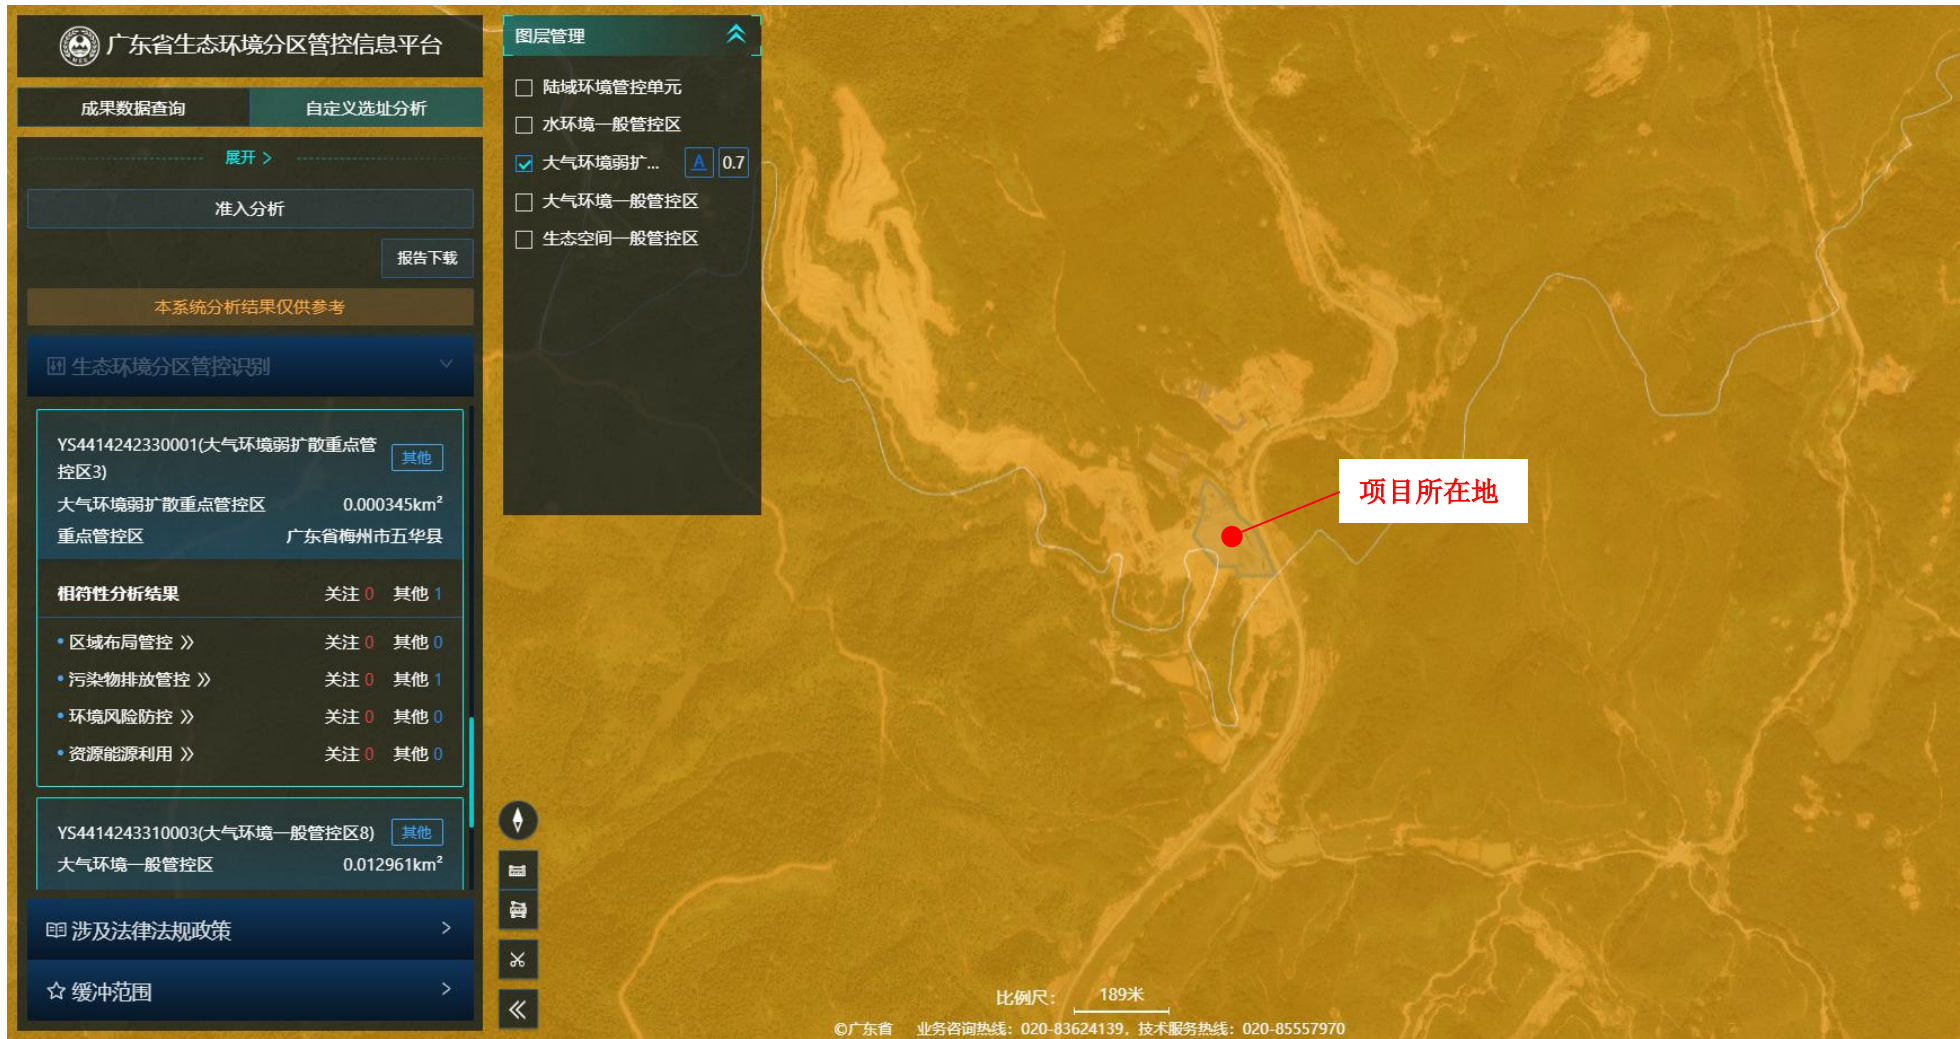 广东省生态环境分区管控信息平台
成果数据查询 自定义选址分析
展开 >
准入分析
报告下载
本系统分析结果仅供参考
生态环境分区管控识别
YS4414242330001(大气环境弱扩散重点管
控区3)
其他
大气环境弱扩散重点管控区 0.000345km²
重点管控区 广东省梅州市五华县
相符性分析结果 关注 0 其他 1
• 区域布局管控 》 关注 0 其他 0
• 污染物排放管控 》 关注 0 其他 1
• 环境风险防控 》 关注 0 其他 0
• 资源能源利用 》 关注 0 其他 0
YS4414243310003(大气环境一般管控区8) 其他
大气环境一般管控区 0.012961km²
涉及法律法规政策 >
缓冲范围 >
图层管理
陆域环境管控单元
水环境一般管控区
大气环境弱扩... A 0.7
大气环境一般管控区
生态空间一般管控区
项目所在地
比例尺： 189米
©广东省 业务咨询热线：020-83624139，技术服务热线：020-85557970